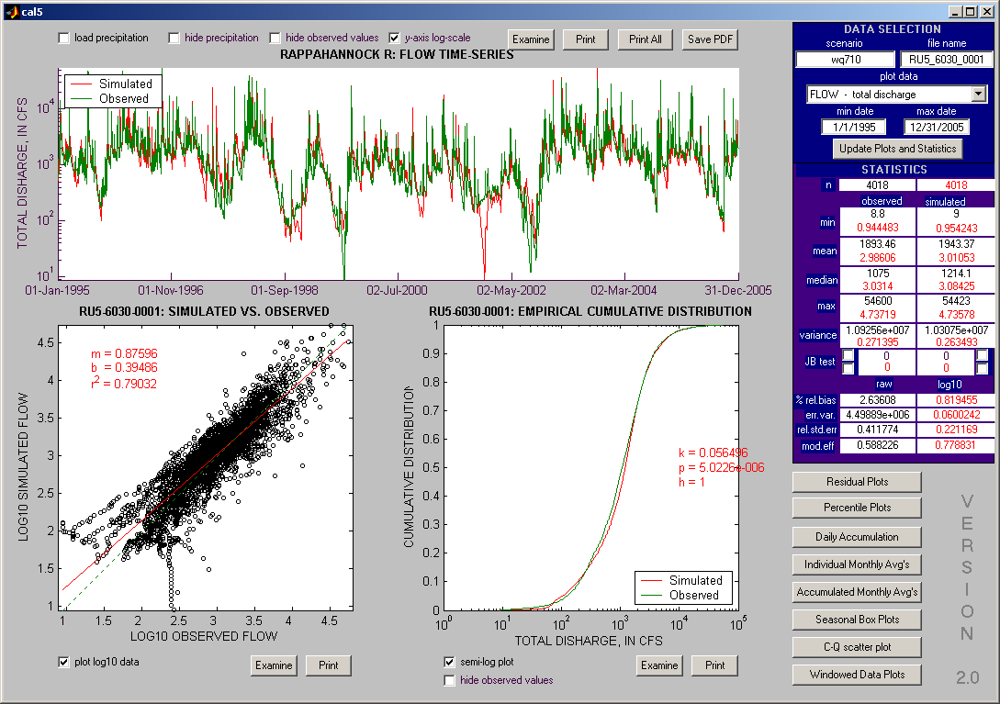 cal5
load precipitation hide precipitation hide observed values y-axis log-scale Examine Print Print All Save PDF
RAPPAHANNOCK R: FLOW TIME-SERIES
Simulated
Observed
TOTAL DISHARGE, IN CFS
10^4
10^3
10^2
10^1
01-Jan-1995 01-Nov-1996 01-Sep-1998 02-Jul-2000 02-May-2002 02-Mar-2004 31-Dec-2005
RU5-6030-0001: SIMULATED VS. OBSERVED
m = 0.87596
b = 0.39486
r^2 = 0.79032
LOG10 SIMULATED FLOW
4.5
4
3.5
3
2.5
2
1.5
1
1 1.5 2 2.5 3 3.5 4 4.5
LOG10 OBSERVED FLOW
plot log10 data Examine Print
RU5-6030-0001: EMPIRICAL CUMULATIVE DISTRIBUTION
CUMULATIVE DISTRIBUTION
1
0.9
0.8
0.7
0.6
0.5
0.4
0.3
0.2
0.1
0
k = 0.056496
p = 5.0226e-006
h = 1
Simulated
Observed
10^0 10^1 10^2 10^3 10^4 10^5
TOTAL DISHARGE, IN CFS
semi-log plot Examine Print
hide observed values
DATA SELECTION
scenario file name
wq710 RU5_6030_0001
plot data
FLOW - total discharge
min date max date
1/1/1995 12/31/2005
Update Plots and Statistics
STATISTICS
n 4018 4018
observed simulated
min 8.8 9
0.944483 0.954243
mean 1893.46 1943.37
2.98606 3.01053
median 1075 1214.1
3.0314 3.08425
max 54600 54423
4.73719 4.73578
variance 1.09256e+007 1.03075e+007
0.271395 0.263493
JB test 0 0
0 0
raw log10
% rel.bias 2.63608 0.819455
err.var. 4.49889e+006 0.0600242
rel.std.err 0.411774 0.221169
mod.eff 0.588226 0.778831
Residual Plots
Percentile Plots
Daily Accumulation
Individual Monthly Avg's
Accumulated Monthly Avg's
Seasonal Box Plots
C-Q scatter plot
Windowed Data Plots
VERSION
2.0